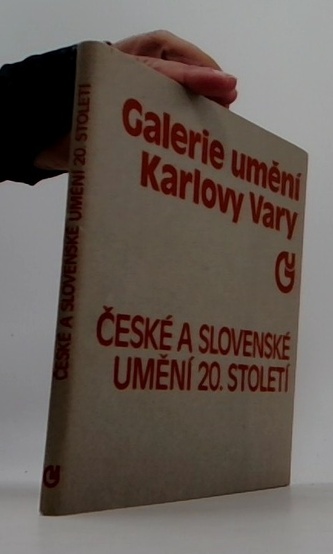 Galerie umění
Karlovy Vary
ČESKÉ A SLOVENSKÉ
UMĚNÍ 20. STOLETÍ
ČESKÉ A SLOVENSKÉ UMĚNÍ 20. STOLETÍ